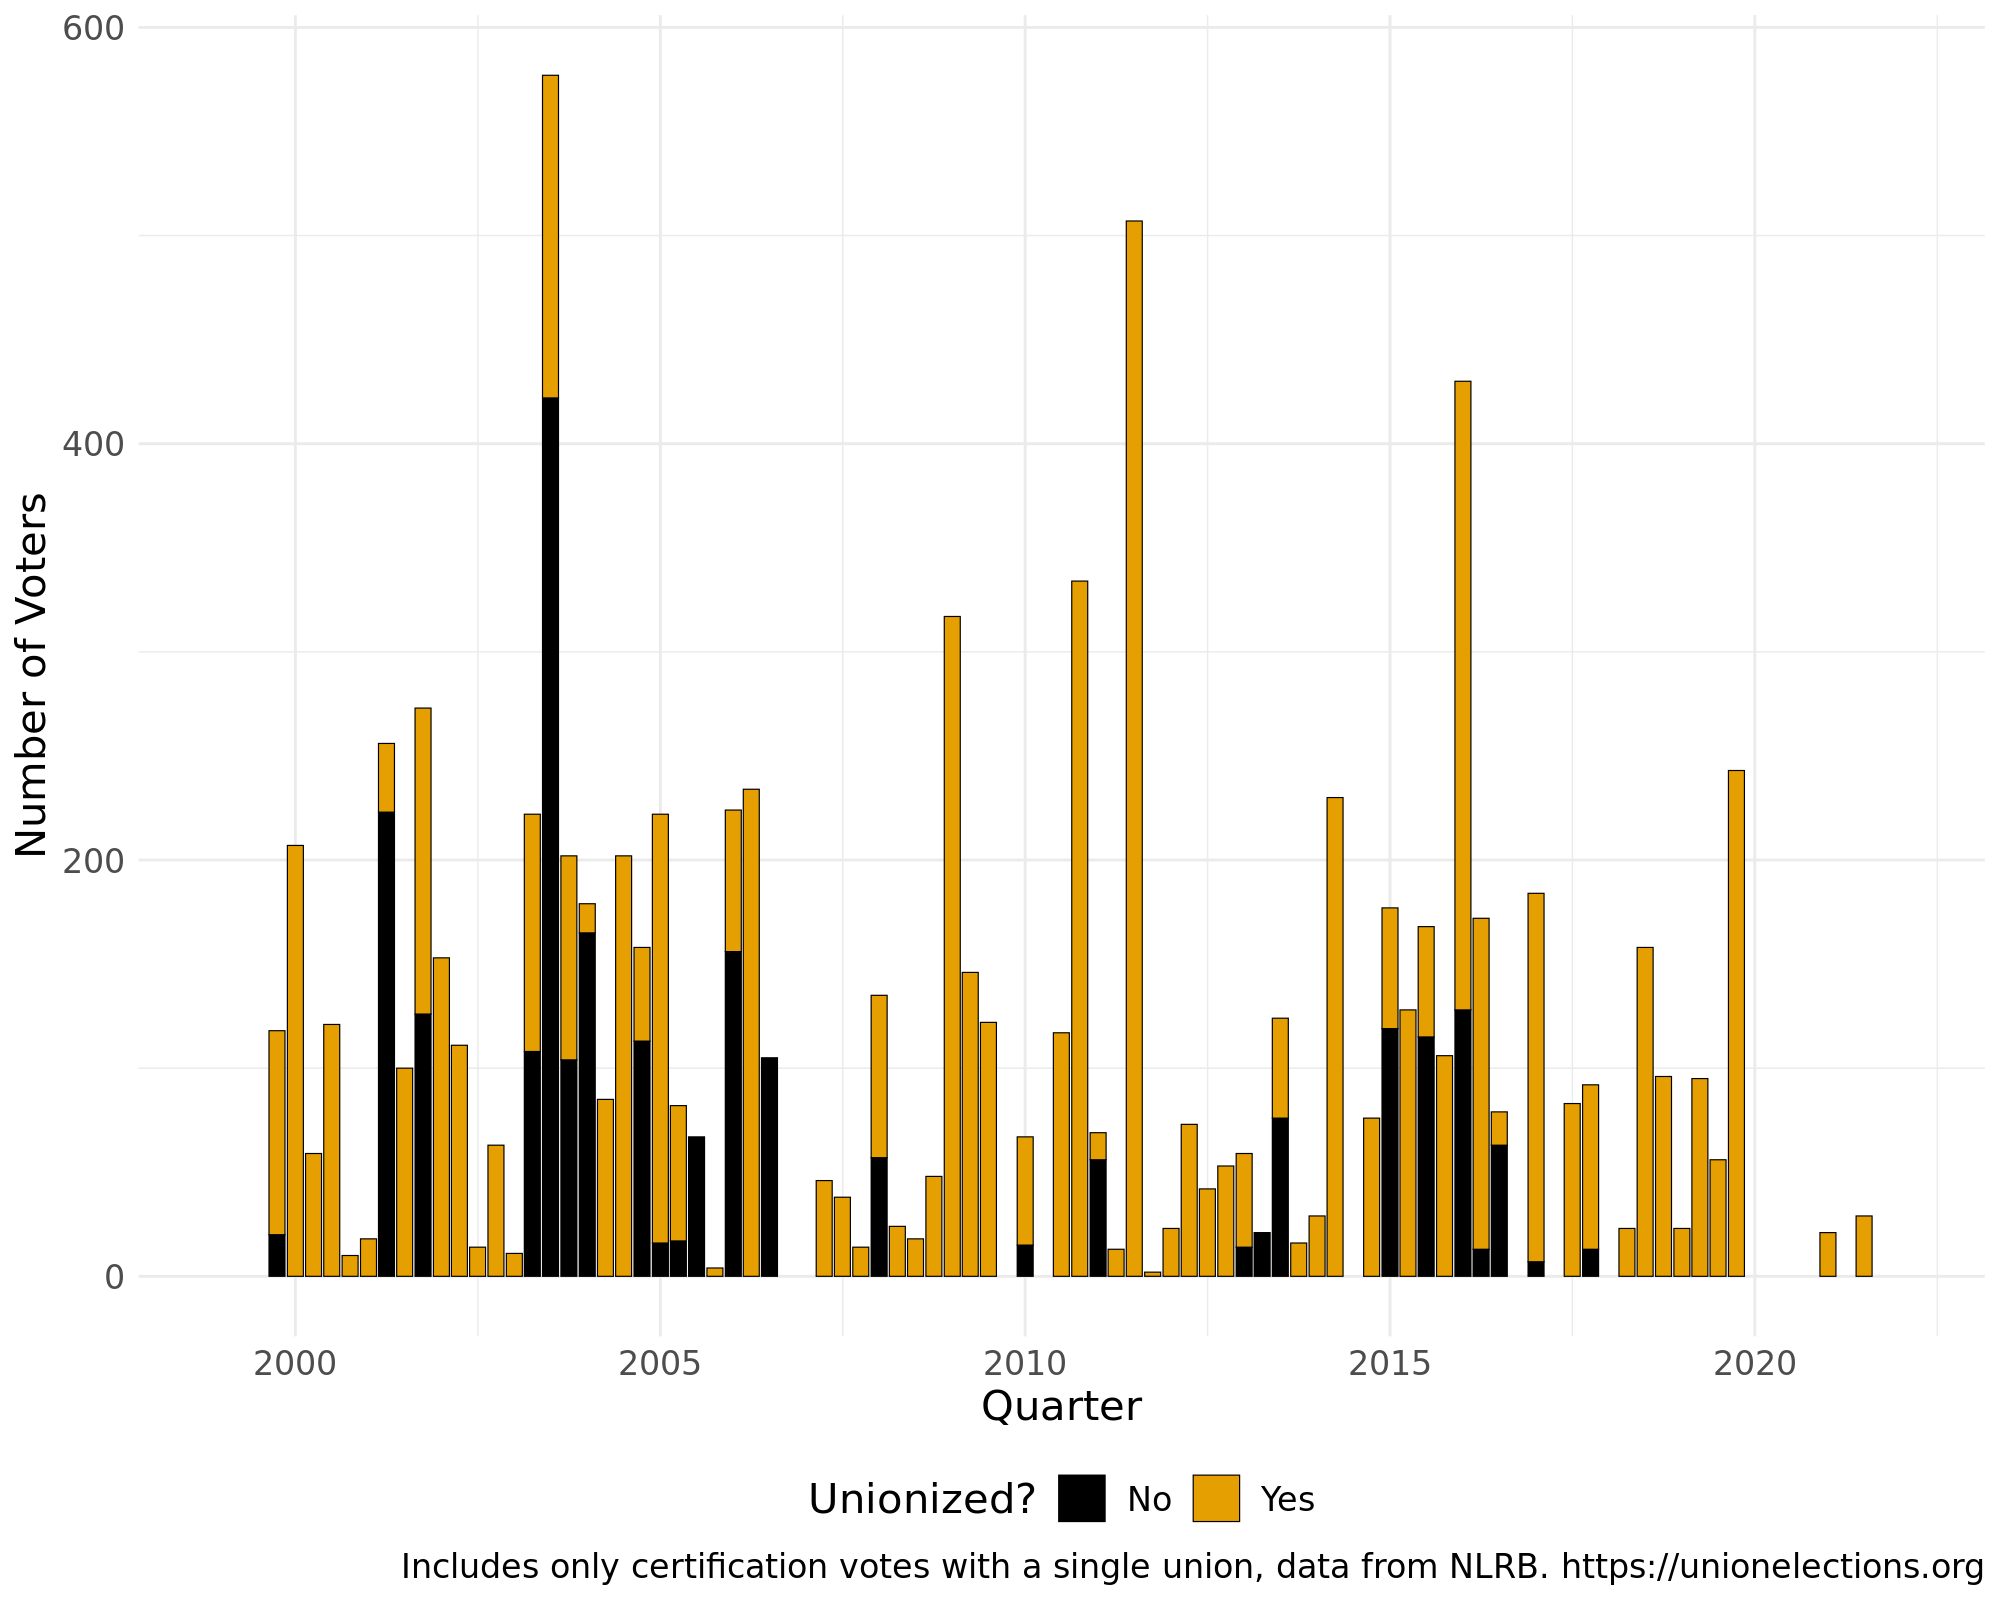 600
400
200
0
Number of Voters
2000 2005 2010 2015 2020
Quarter
Unionized? No Yes
Includes only certification votes with a single union, data from NLRB. https://unionelections.org